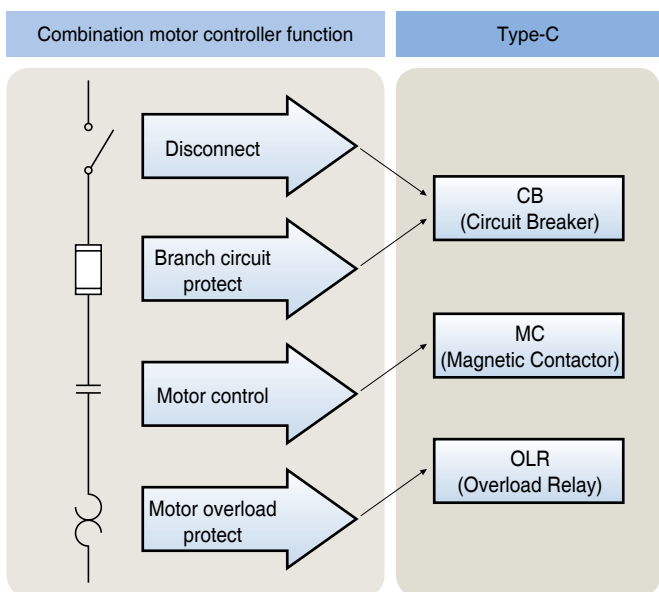 Combination motor controller function
Type-C
Disconnect
CB
(Circuit Breaker)
Branch circuit
protect
MC
(Magnetic Contactor)
Motor control
OLR
(Overload Relay)
Motor overload
protect